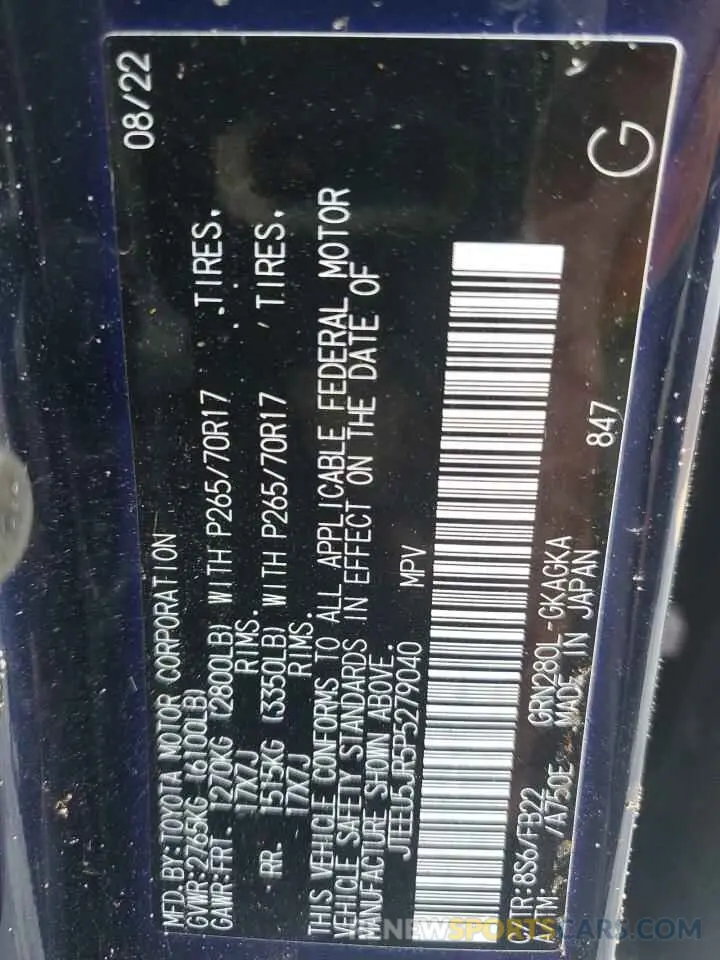 08/22
MFD. BY:TOYOTA MOTOR CORPORATION
GVWR:2765KG (6100LB)
GAWR:FRT. 1270KG (2800LB) WITH P265/70R17 TIRES,
17X7J RIMS.
RR. 1515KG (3350LB) WITH P265/70R17 TIRES,
17X7J RIMS.
THIS VEHICLE CONFORMS TO ALL APPLICABLE FEDERAL MOTOR
VEHICLE SAFETY STANDARDS IN EFFECT ON THE DATE OF
MANUFACTURE SHOWN ABOVE.
JTEEU5JR5P5279040 MPV
C/TR:8S6/FB22 GRN280L-GKAGKA 847
A/TM: /A750E MADE IN JAPAN
G
RENEWSPORTSCARS.COM